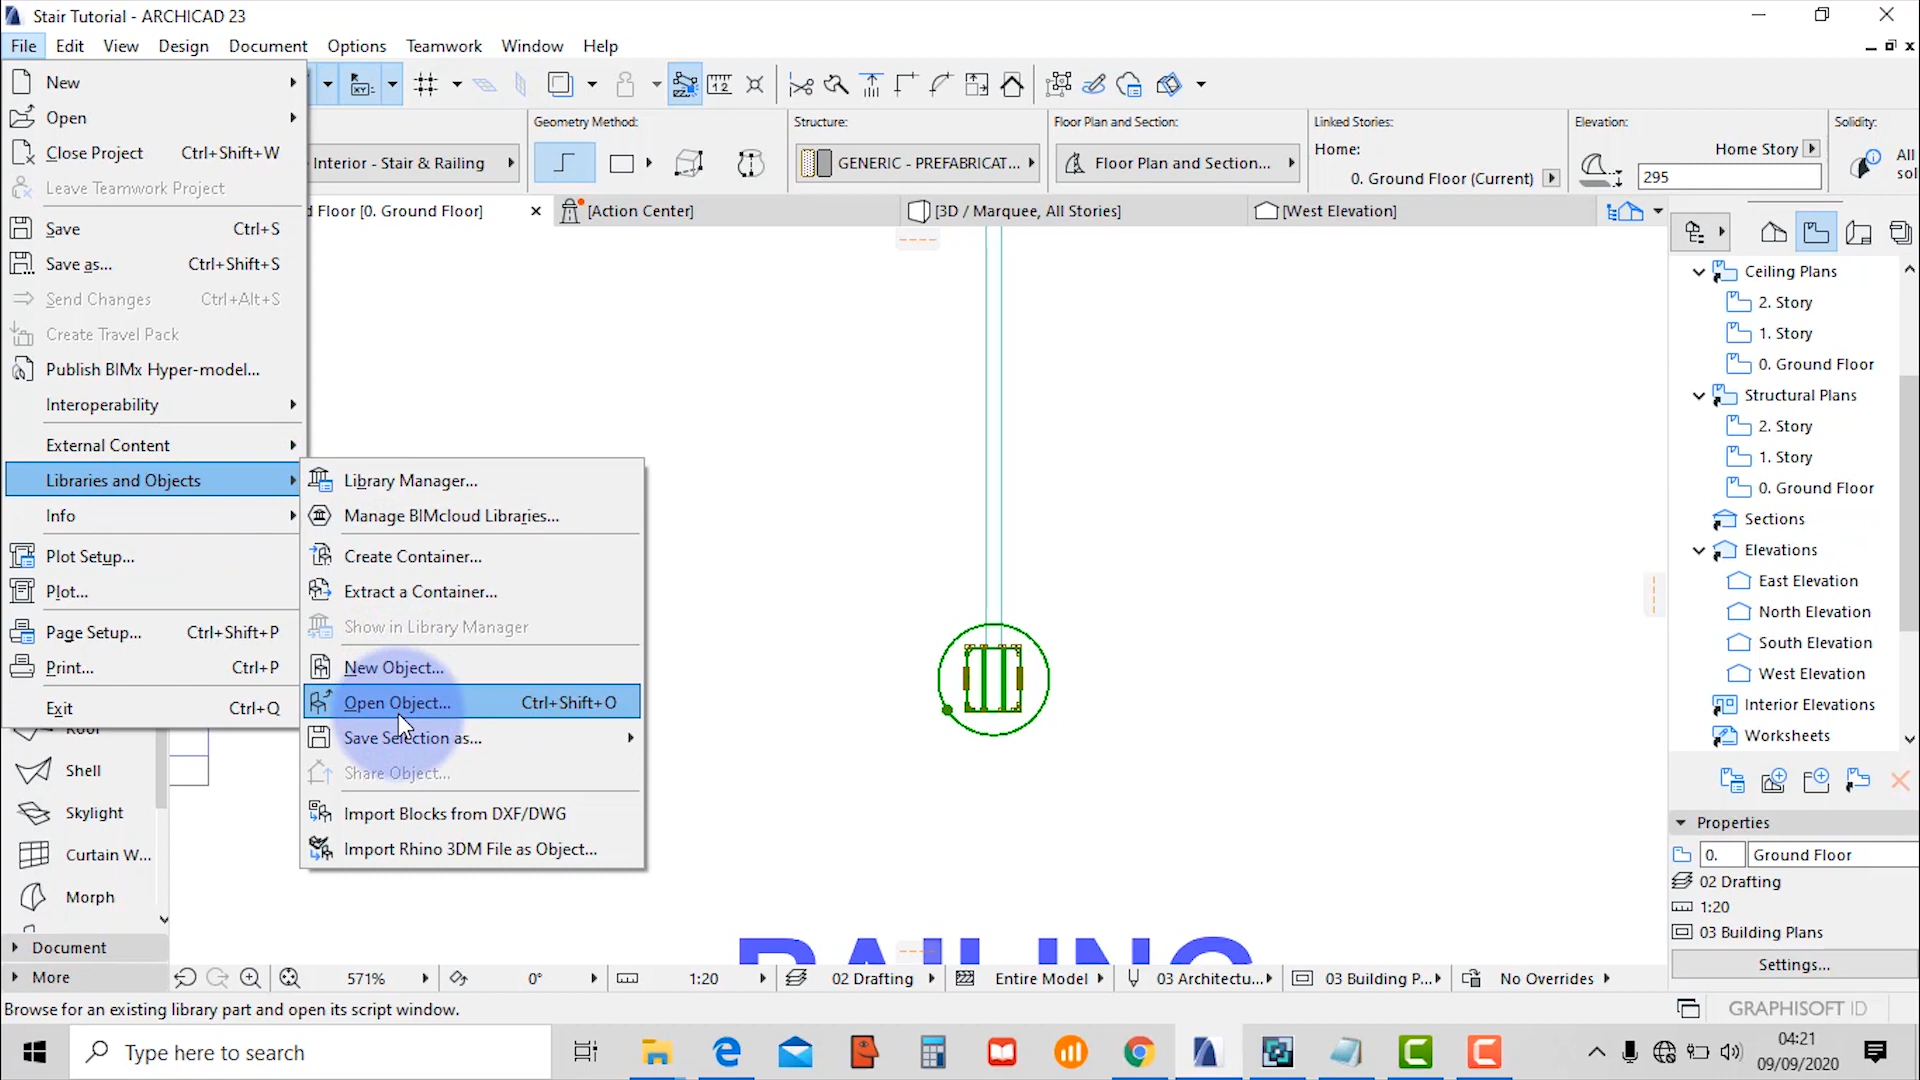 Stair Tutorial - ARCHICAD 23
File Edit View Design Document Options Teamwork Window Help
New
Open
Close Project Ctrl+Shift+W
Leave Teamwork Project
Save Ctrl+S
Save as... Ctrl+Shift+S
Send Changes Ctrl+Alt+S
Create Travel Pack
Publish BIMx Hyper-model...
Interoperability
External Content
Libraries and Objects
Info
Plot Setup...
Plot...
Page Setup... Ctrl+Shift+P
Print... Ctrl+P
Exit Ctrl+Q
Library Manager...
Manage BIMcloud Libraries...
Create Container...
Extract a Container...
Show in Library Manager
New Object...
Open Object... Ctrl+Shift+O
Save Selection as...
Share Object...
Import Blocks from DXF/DWG
Import Rhino 3DM File as Object...
Interior - Stair & Railing
Geometry Method:
Structure:
GENERIC - PREFABRICAT...
Floor Plan and Section:
Floor Plan and Section...
Linked Stories:
Home:
0. Ground Floor (Current)
Elevation:
Home Story
295
Solidity:
All
sol
d Floor [0. Ground Floor]
[Action Center]
[3D / Marquee, All Stories]
[West Elevation]
Ceiling Plans
2. Story
1. Story
0. Ground Floor
Structural Plans
2. Story
1. Story
0. Ground Floor
Sections
Elevations
East Elevation
North Elevation
South Elevation
West Elevation
Interior Elevations
Worksheets
Properties
0. Ground Floor
02 Drafting
1:20
03 Building Plans
Settings...
Roof
Shell
Skylight
Curtain W...
Morph
Document
More
RAILING
571%
0°
1:20
02 Drafting
Entire Model
03 Architectu...
03 Building P...
No Overrides
Browse for an existing library part and open its script window.
GRAPHISOFT ID
Type here to search
04:21
09/09/2020